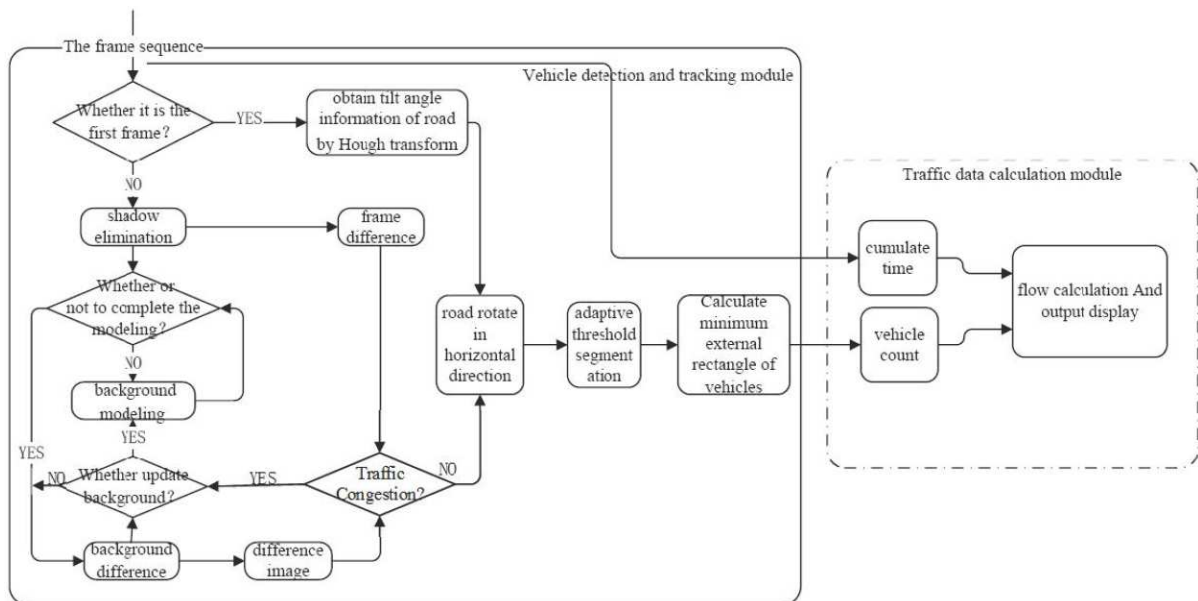 The frame sequence
Vehicle detection and tracking module
Whether it is the
first frame?
YES
obtain tilt angle
information of road
by Hough transform
NO
shadow
elimination
frame
difference
Whether or
not to complete the
modeling?
NO
background
modeling
YES
YES
NO
Whether update
background?
YES
Traffic
Congestion?
NO
background
difference
difference
image
road rotate
in
horizontal
direction
adaptive
threshold
segment
ation
Calculate
minimum
external
rectangle of
vehicles
Traffic data calculation module
cumulate
time
vehicle
count
flow calculation And
output display